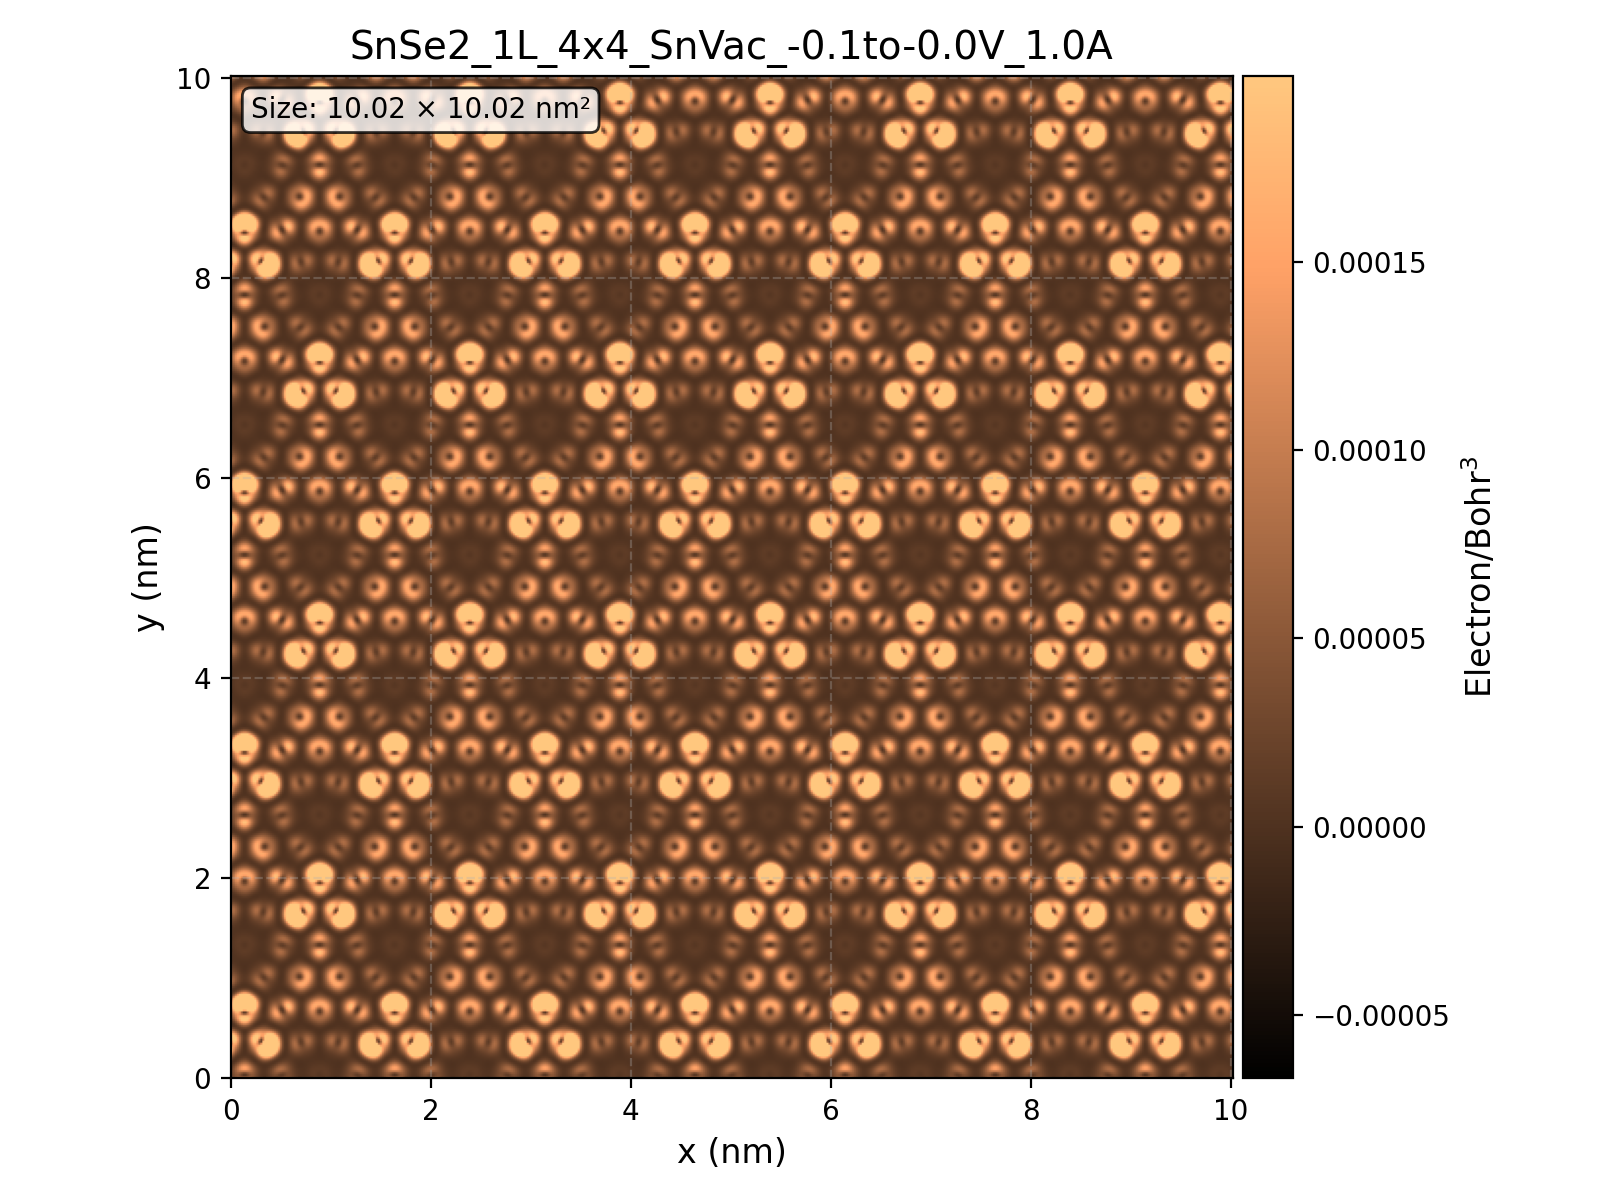 SnSe2_1L_4x4_SnVac_-0.1to-0.0V_1.0A
Size: 10.02 × 10.02 nm²
10
8
6
4
2
0
y (nm)
0 2 4 6 8 10
x (nm)
0.00015
0.00010
0.00005
0.00000
−0.00005
Electron/Bohr³